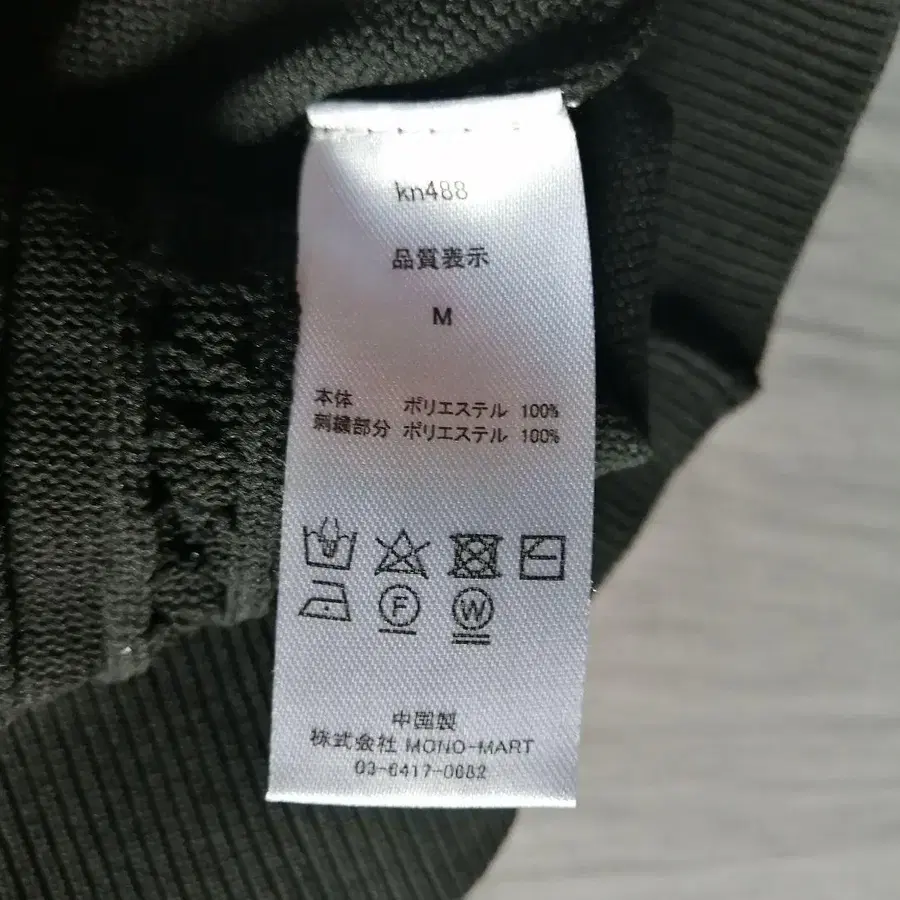 kn488
品質表示
M
本体 ポリエステル 100%
刺繍部分 ポリエステル 100%
F W
中国製
株式会社 MONO-MART
03-6417-0682